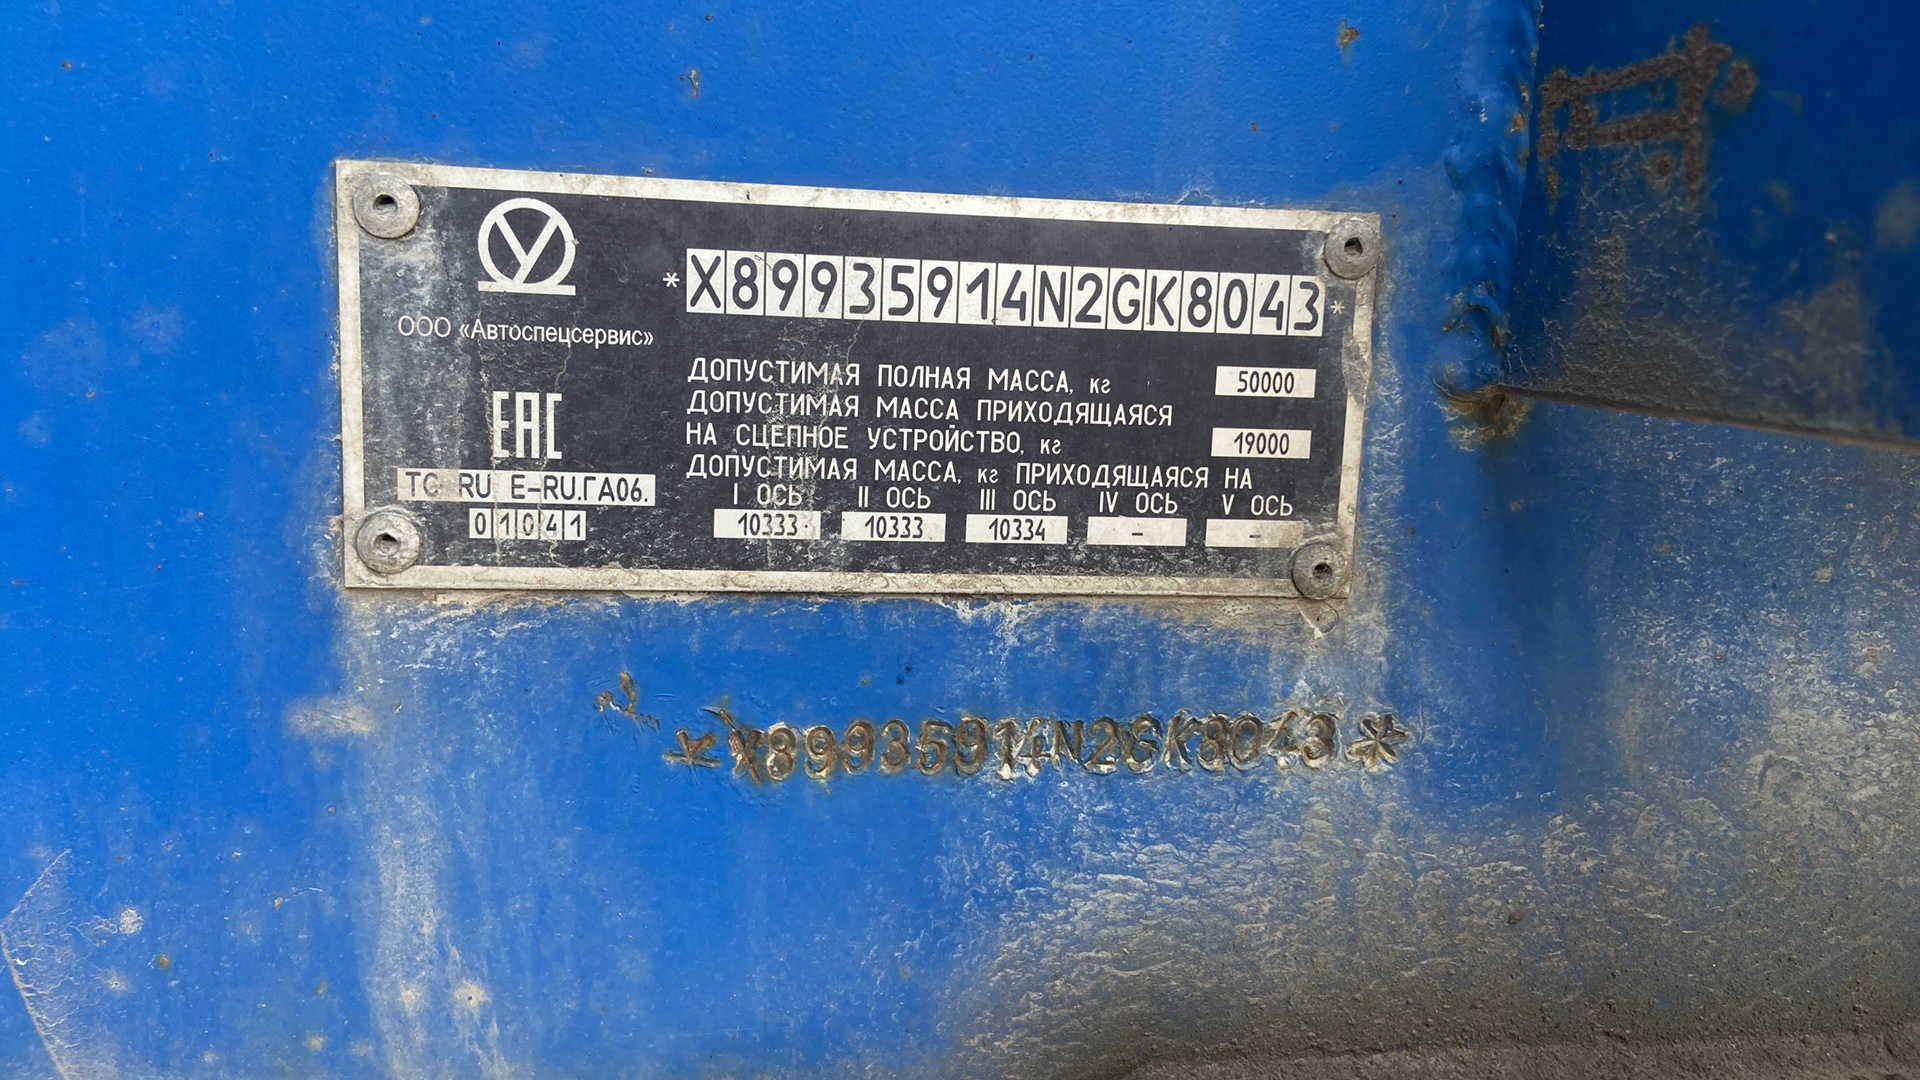 *X89935914N2GK8043*
ООО «Автоспецсервис»
ДОПУСТИМАЯ ПОЛНАЯ МАССА, кг 50000
ДОПУСТИМАЯ МАССА ПРИХОДЯЩАЯСЯ
НА СЦЕПНОЕ УСТРОЙСТВО, кг 19000
ДОПУСТИМАЯ МАССА, кг ПРИХОДЯЩАЯСЯ НА
I ОСЬ II ОСЬ III ОСЬ IV ОСЬ V ОСЬ
10333 10333 10334 - -
EAC
ТС RU E-RU.ГА06.
01041
*X89935914N2GK8043*